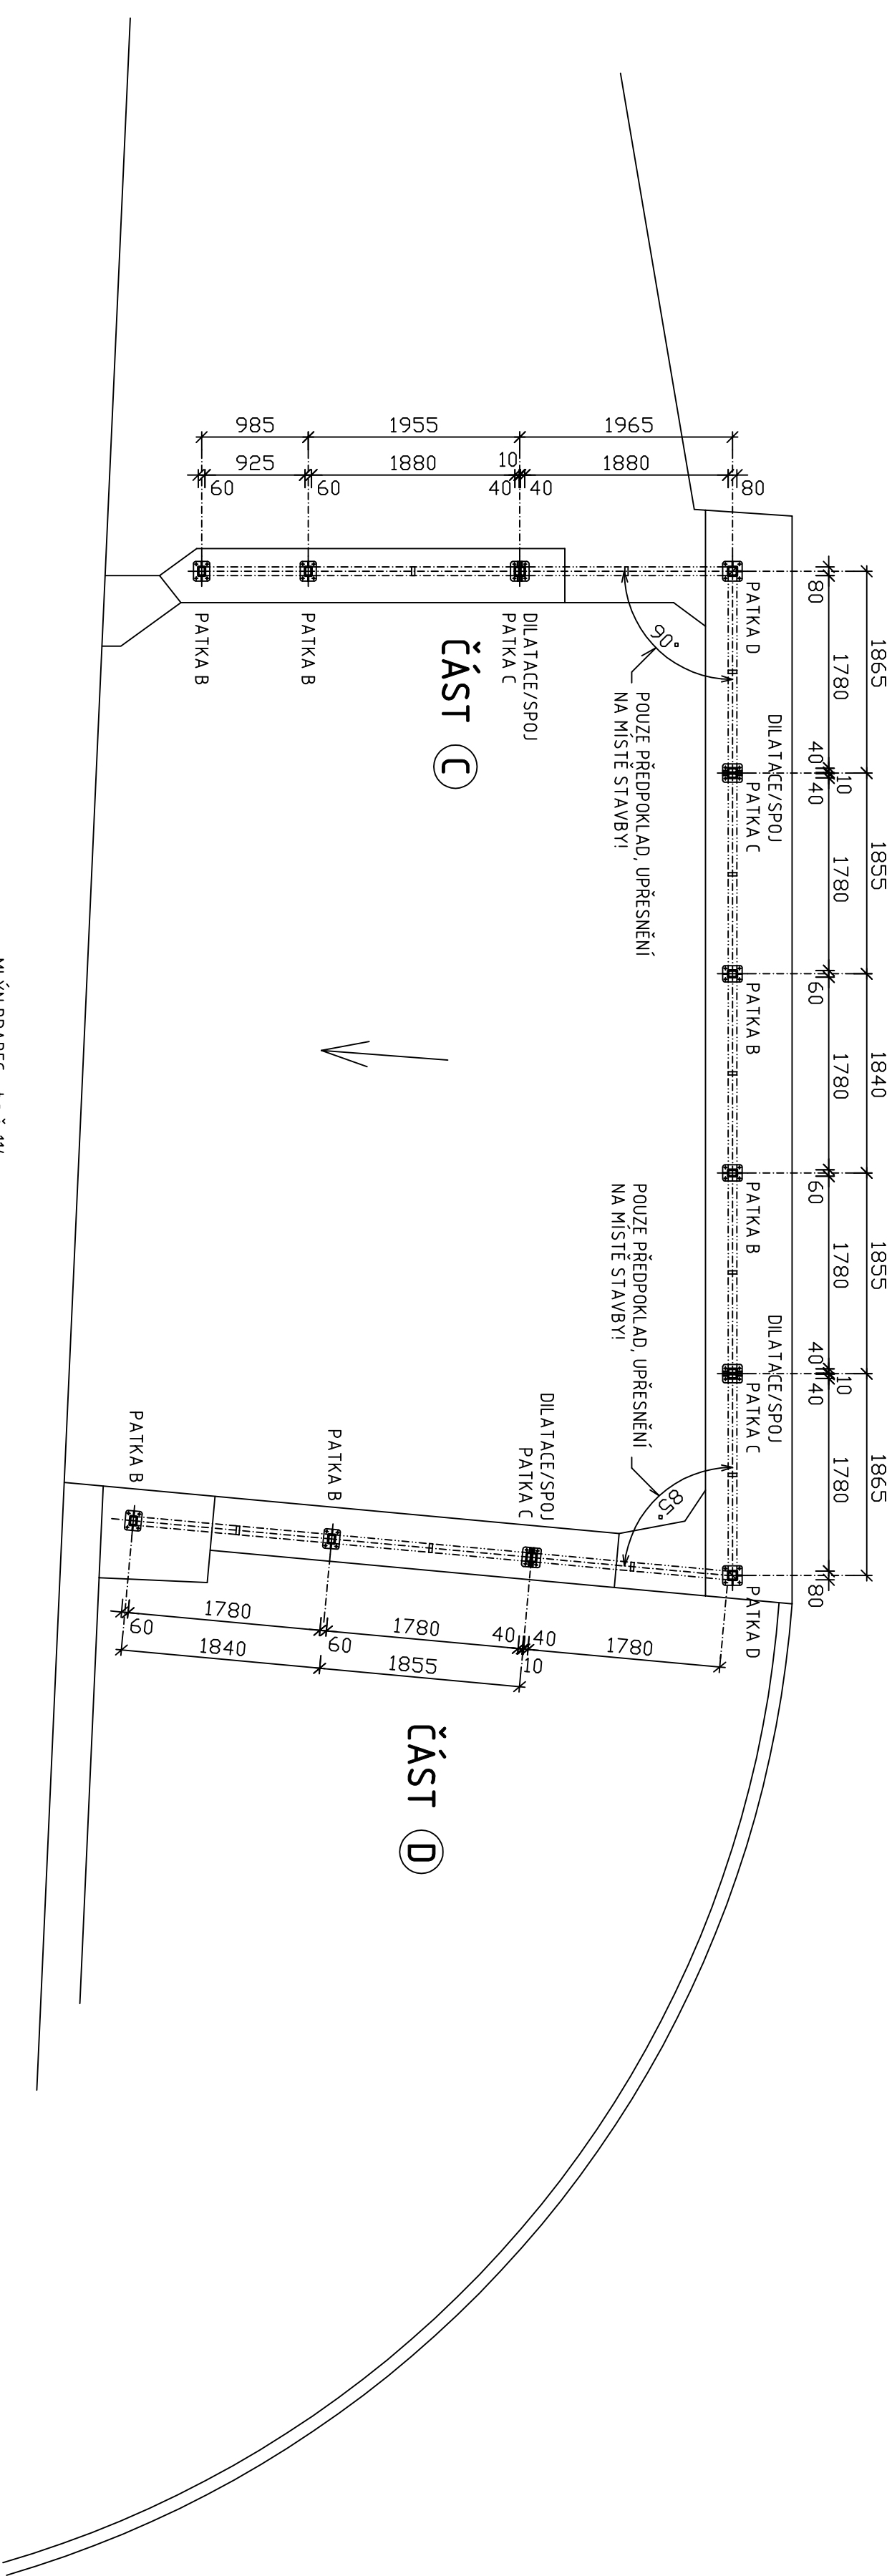 985
1955
1965
925
1880
10
1880
60
60
40
40
80
1865
1855
1840
1855
1865
80
1780
40
10
40
1780
60
1780
60
1780
40
10
40
1780
80
PATKA D
DILATACE/SPOJ
PATKA C
PATKA B
PATKA B
DILATACE/SPOJ
PATKA C
PATKA D
90°
POUZE PŘEDPOKLAD, UPŘESNĚNÍ
NA MÍSTĚ STAVBY!
85°
POUZE PŘEDPOKLAD, UPŘESNĚNÍ
NA MÍSTĚ STAVBY!
DILATACE/SPOJ
PATKA C
PATKA B
PATKA B
ČÁST C
DILATACE/SPOJ
PATKA C
PATKA B
PATKA B
1780
60
1780
60
40
40
10
1780
1840
1855
ČÁST D